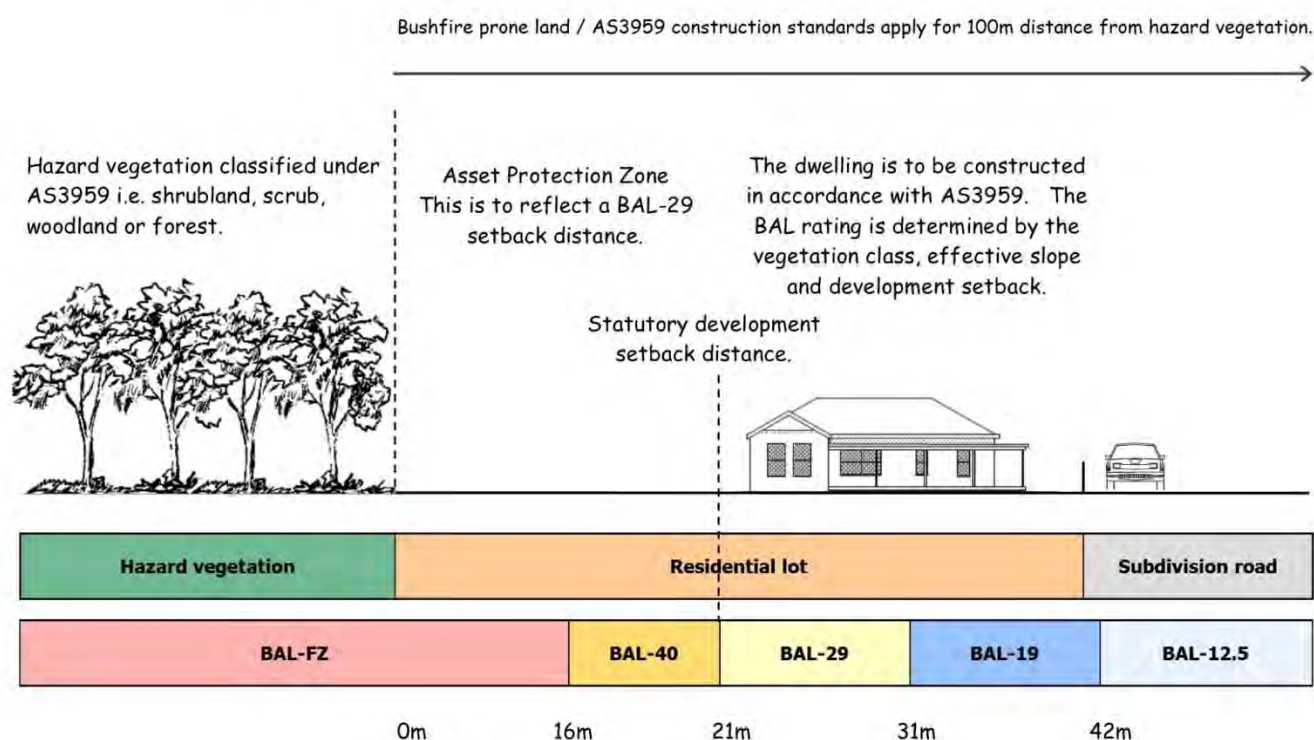 Bushfire prone land / AS3959 construction standards apply for 100m distance from hazard vegetation.
Hazard vegetation classified under
AS3959 i.e. shrubland, scrub,
woodland or forest.
Asset Protection Zone
This is to reflect a BAL-29
setback distance.
The dwelling is to be constructed
in accordance with AS3959. The
BAL rating is determined by the
vegetation class, effective slope
and development setback.
Statutory development
setback distance.
Hazard vegetation
Residential lot
Subdivision road
BAL-FZ
BAL-40
BAL-29
BAL-19
BAL-12.5
0m
16m
21m
31m
42m